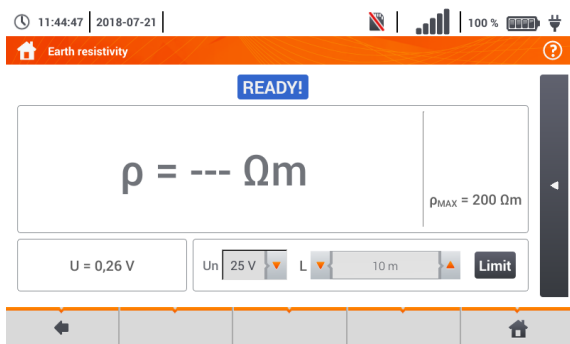 11:44:47 2018-07-21 100 %
Earth resistivity ?
READY!
ρ = --- Ωm
ρMAX = 200 Ωm
U = 0,26 V
Un 25 V L 10 m Limit